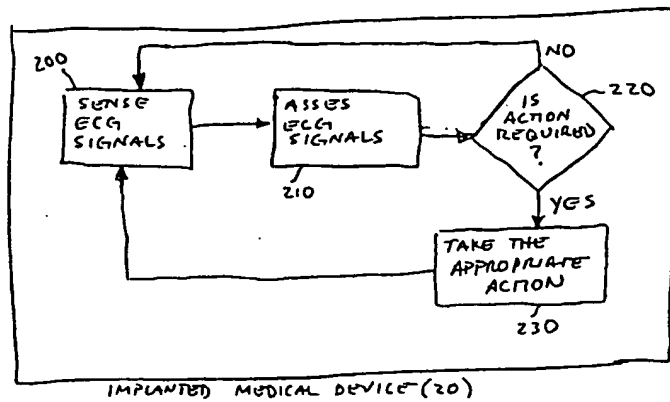 NO
200
SENSE
ECG
SIGNALS
ASSES
ECG
SIGNALS
210
IS
ACTION
REQUIRED
?
220
YES
TAKE THE
APPROPRIATE
ACTION
230
IMPLANTED MEDICAL DEVICE (20)